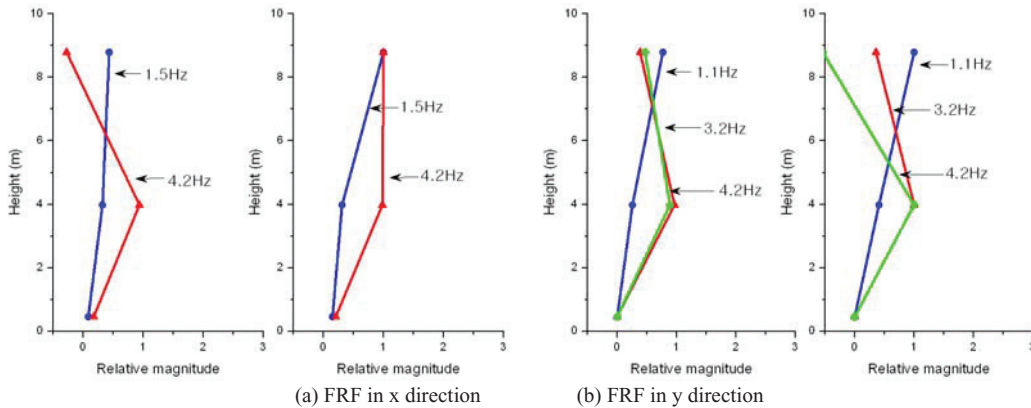 10
8
6
4
2
0
Height (m)
1.5Hz
4.2Hz
0 1 2 3
Relative magnitude
10
8
6
4
2
0
Height (m)
1.5Hz
4.2Hz
0 1 2 3
Relative magnitude
10
8
6
4
2
0
Height (m)
1.1Hz
3.2Hz
4.2Hz
0 1 2 3
Relative magnitude
10
8
6
4
2
0
Height (m)
1.1Hz
3.2Hz
4.2Hz
0 1 2 3
Relative magnitude
(a) FRF in x direction
(b) FRF in y direction